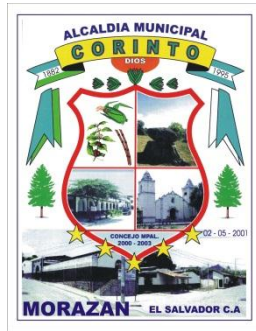 ALCALDIA MUNICIPAL
CORINTO
DIOS
1882
1995
02 - 05 - 2001
CONCEJO MPAL.
2000 - 2003
MORAZAN EL SALVADOR C.A